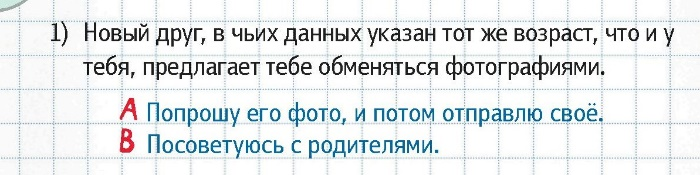 1) Новый друг, в чьих данных указан тот же возраст, что и у
тебя, предлагает тебе обменяться фотографиями.
А Попрошу его фото, и потом отправлю своё.
В Посоветуюсь с родителями.